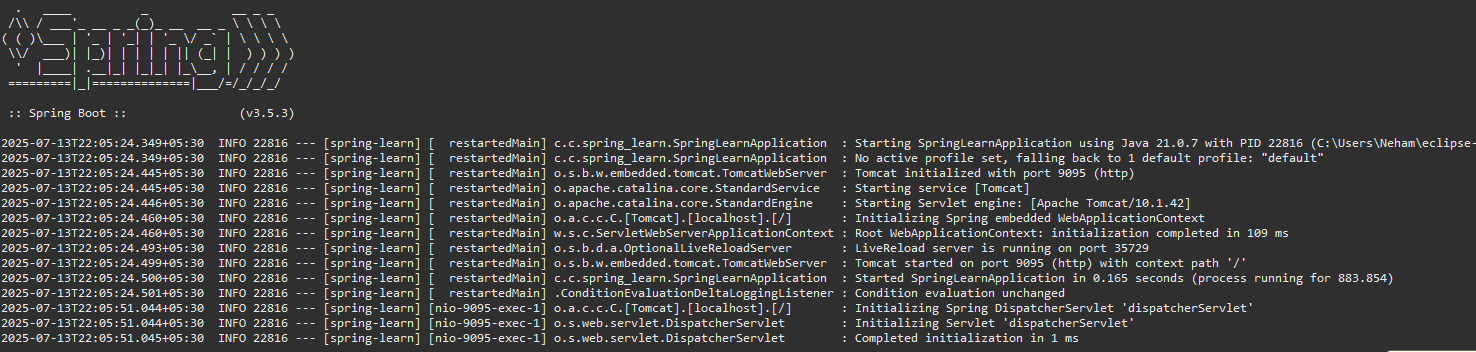 .   ____          _            __ _ _
 /\\ / ___'_ __ _ _(_)_ __  __ _ \ \ \ \
( ( )\___ | '_ | '_| | '_ \/ _` | \ \ \ \
 \\/  ___)| |_)| | | | | || (_| |  ) ) ) )
  '  |____| .__|_| |_|_| |_\__, | / / / /
 =========|_|==============|___/=/_/_/_/

 :: Spring Boot ::                (v3.5.3)

2025-07-13T22:05:24.349+05:30  INFO 22816 --- [spring-learn] [  restartedMain] c.c.spring_learn.SpringLearnApplication  : Starting SpringLearnApplication using Java 21.0.7 with PID 22816 (C:\Users\Neham\eclipse-
2025-07-13T22:05:24.349+05:30  INFO 22816 --- [spring-learn] [  restartedMain] c.c.spring_learn.SpringLearnApplication  : No active profile set, falling back to 1 default profile: "default"
2025-07-13T22:05:24.445+05:30  INFO 22816 --- [spring-learn] [  restartedMain] o.s.b.w.embedded.tomcat.TomcatWebServer  : Tomcat initialized with port 9095 (http)
2025-07-13T22:05:24.445+05:30  INFO 22816 --- [spring-learn] [  restartedMain] o.apache.catalina.core.StandardService   : Starting service [Tomcat]
2025-07-13T22:05:24.446+05:30  INFO 22816 --- [spring-learn] [  restartedMain] o.apache.catalina.core.StandardEngine    : Starting Servlet engine: [Apache Tomcat/10.1.42]
2025-07-13T22:05:24.460+05:30  INFO 22816 --- [spring-learn] [  restartedMain] o.a.c.c.C.[Tomcat].[localhost].[/]       : Initializing Spring embedded WebApplicationContext
2025-07-13T22:05:24.460+05:30  INFO 22816 --- [spring-learn] [  restartedMain] w.s.c.ServletWebServerApplicationContext : Root WebApplicationContext: initialization completed in 109 ms
2025-07-13T22:05:24.493+05:30  INFO 22816 --- [spring-learn] [  restartedMain] o.s.b.d.a.OptionalLiveReloadServer       : LiveReload server is running on port 35729
2025-07-13T22:05:24.499+05:30  INFO 22816 --- [spring-learn] [  restartedMain] o.s.b.w.embedded.tomcat.TomcatWebServer  : Tomcat started on port 9095 (http) with context path '/'
2025-07-13T22:05:24.500+05:30  INFO 22816 --- [spring-learn] [  restartedMain] c.c.spring_learn.SpringLearnApplication  : Started SpringLearnApplication in 0.165 seconds (process running for 883.854)
2025-07-13T22:05:24.501+05:30  INFO 22816 --- [spring-learn] [  restartedMain] .ConditionEvaluationDeltaLoggingListener : Condition evaluation unchanged
2025-07-13T22:05:51.044+05:30  INFO 22816 --- [spring-learn] [nio-9095-exec-1] o.a.c.c.C.[Tomcat].[localhost].[/]       : Initializing Spring DispatcherServlet 'dispatcherServlet'
2025-07-13T22:05:51.044+05:30  INFO 22816 --- [spring-learn] [nio-9095-exec-1] o.s.web.servlet.DispatcherServlet        : Initializing Servlet 'dispatcherServlet'
2025-07-13T22:05:51.045+05:30  INFO 22816 --- [spring-learn] [nio-9095-exec-1] o.s.web.servlet.DispatcherServlet        : Completed initialization in 1 ms